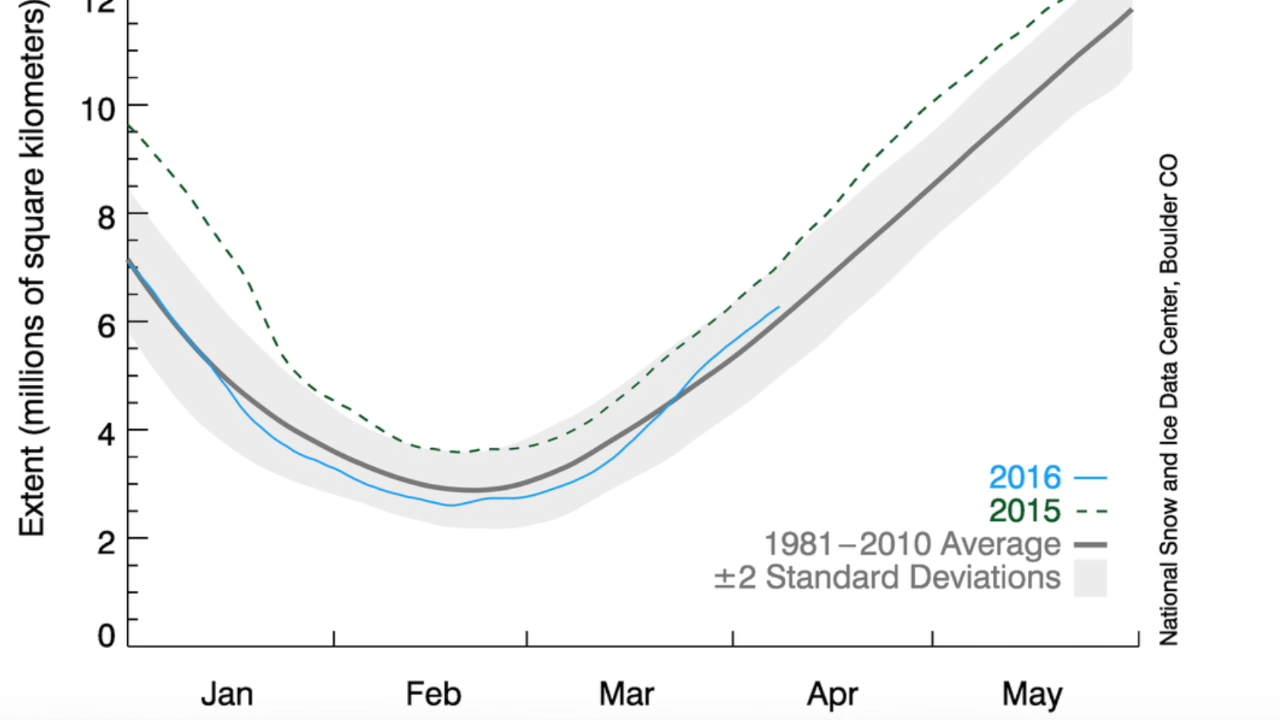 Extent (millions of square kilometers)
12
10
8
6
4
2
0
Jan Feb Mar Apr May
2016
2015
1981–2010 Average
±2 Standard Deviations
National Snow and Ice Data Center, Boulder CO